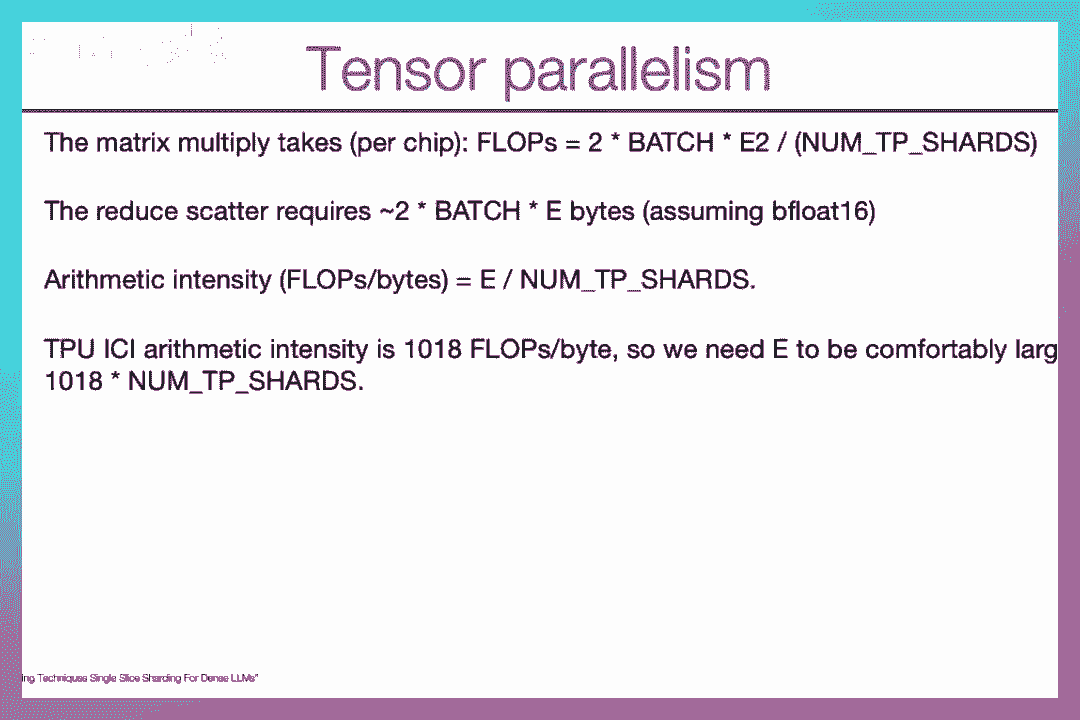 Tensor parallelism
The matrix multiply takes (per chip): FLOPs = 2 * BATCH * E2 / (NUM_TP_SHARDS)
The reduce scatter requires ~2 * BATCH * E bytes (assuming bfloat16)
Arithmetic intensity (FLOPs/bytes) = E / NUM_TP_SHARDS.
TPU ICI arithmetic intensity is 1018 FLOPs/byte, so we need E to be comfortably larg
1018 * NUM_TP_SHARDS.
ing Techniques Single Slice Sharding For Dense LLMs"